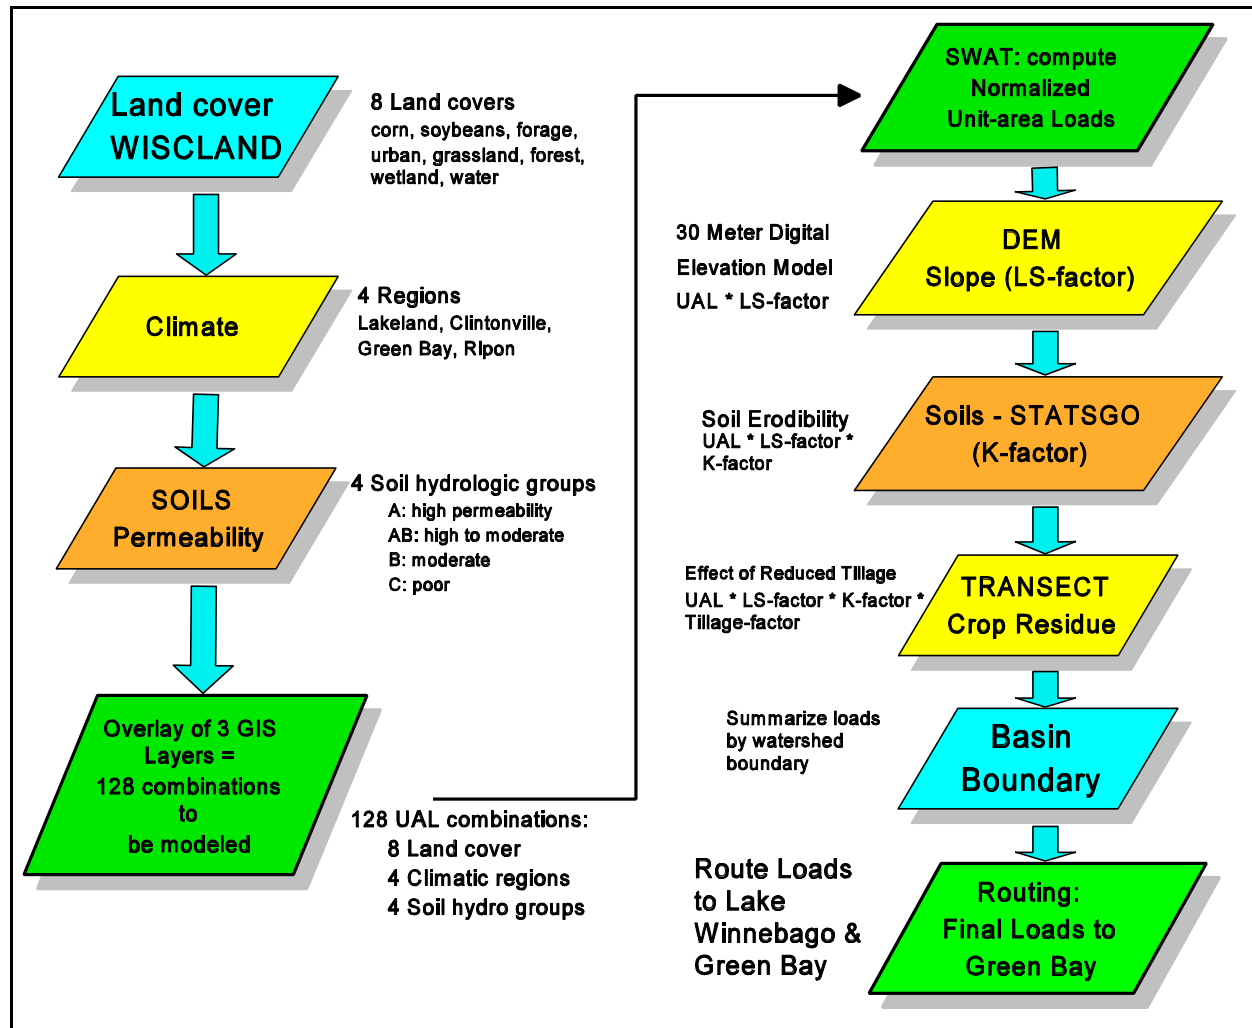 Land cover
WISCLAND
8 Land covers
corn, soybeans, forage,
urban, grassland, forest,
wetland, water
Climate
4 Regions
Lakeland, Clintonville,
Green Bay, Ripon
SOILS
Permeability
4 Soil hydrologic groups
A: high permeability
AB: high to moderate
B: moderate
C: poor
Overlay of 3 GIS
Layers =
128 combinations
to
be modeled
128 UAL combinations:
8 Land cover
4 Climatic regions
4 Soil hydro groups
SWAT: compute
Normalized
Unit-area Loads
30 Meter Digital
Elevation Model
UAL * LS-factor
DEM
Slope (LS-factor)
Soil Erodibility
UAL * LS-factor *
K-factor
Soils - STATSGO
(K-factor)
Effect of Reduced Tillage
UAL * LS-factor * K-factor *
Tillage-factor
TRANSECT
Crop Residue
Summarize loads
by watershed
boundary
Basin
Boundary
Route Loads
to Lake
Winnebago &
Green Bay
Routing:
Final Loads to
Green Bay